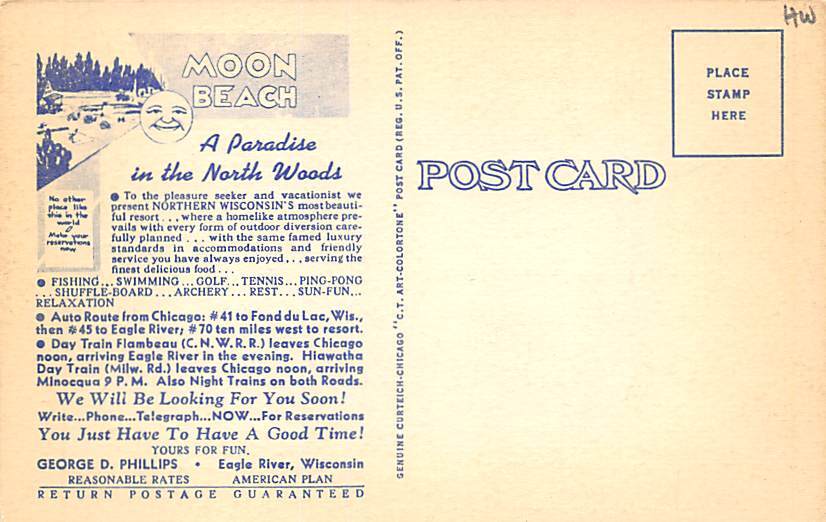 HW
MOON
BEACH
A Paradise
in the North Woods
No other
place like
this in the
world
Make your
reservations
now
● To the pleasure seeker and vacationist we
present NORTHERN WISCONSIN'S most beauti-
ful resort . . . where a homelike atmosphere pre-
vails with every form of outdoor diversion care-
fully planned . . . with the same famed luxury
standards in accommodations and friendly
service you have always enjoyed . . . serving the
finest delicious food . . .
● FISHING... SWIMMING ... GOLF... TENNIS... PING-PONG
... SHUFFLE-BOARD ... ARCHERY ... REST... SUN-FUN...
RELAXATION
● Auto Route from Chicago: #41 to Fond du Lac, Wis.,
then #45 to Eagle River; #70 ten miles west to resort.
● Day Train Flambeau (C.N.W.R.R.) leaves Chicago
noon, arriving Eagle River in the evening. Hiawatha
Day Train (Milw. Rd.) leaves Chicago noon, arriving
Minocqua 9 P.M. Also Night Trains on both Roads.
We Will Be Looking For You Soon!
Write...Phone...Telegraph...NOW...For Reservations
You Just Have To Have A Good Time!
YOURS FOR FUN.
GEORGE D. PHILLIPS • Eagle River, Wisconsin
REASONABLE RATES AMERICAN PLAN
RETURN POSTAGE GUARANTEED
GENUINE CURTEICH-CHICAGO "C.T. ART-COLORTONE" POST CARD (REG. U.S. PAT. OFF.)
POST CARD
PLACE
STAMP
HERE